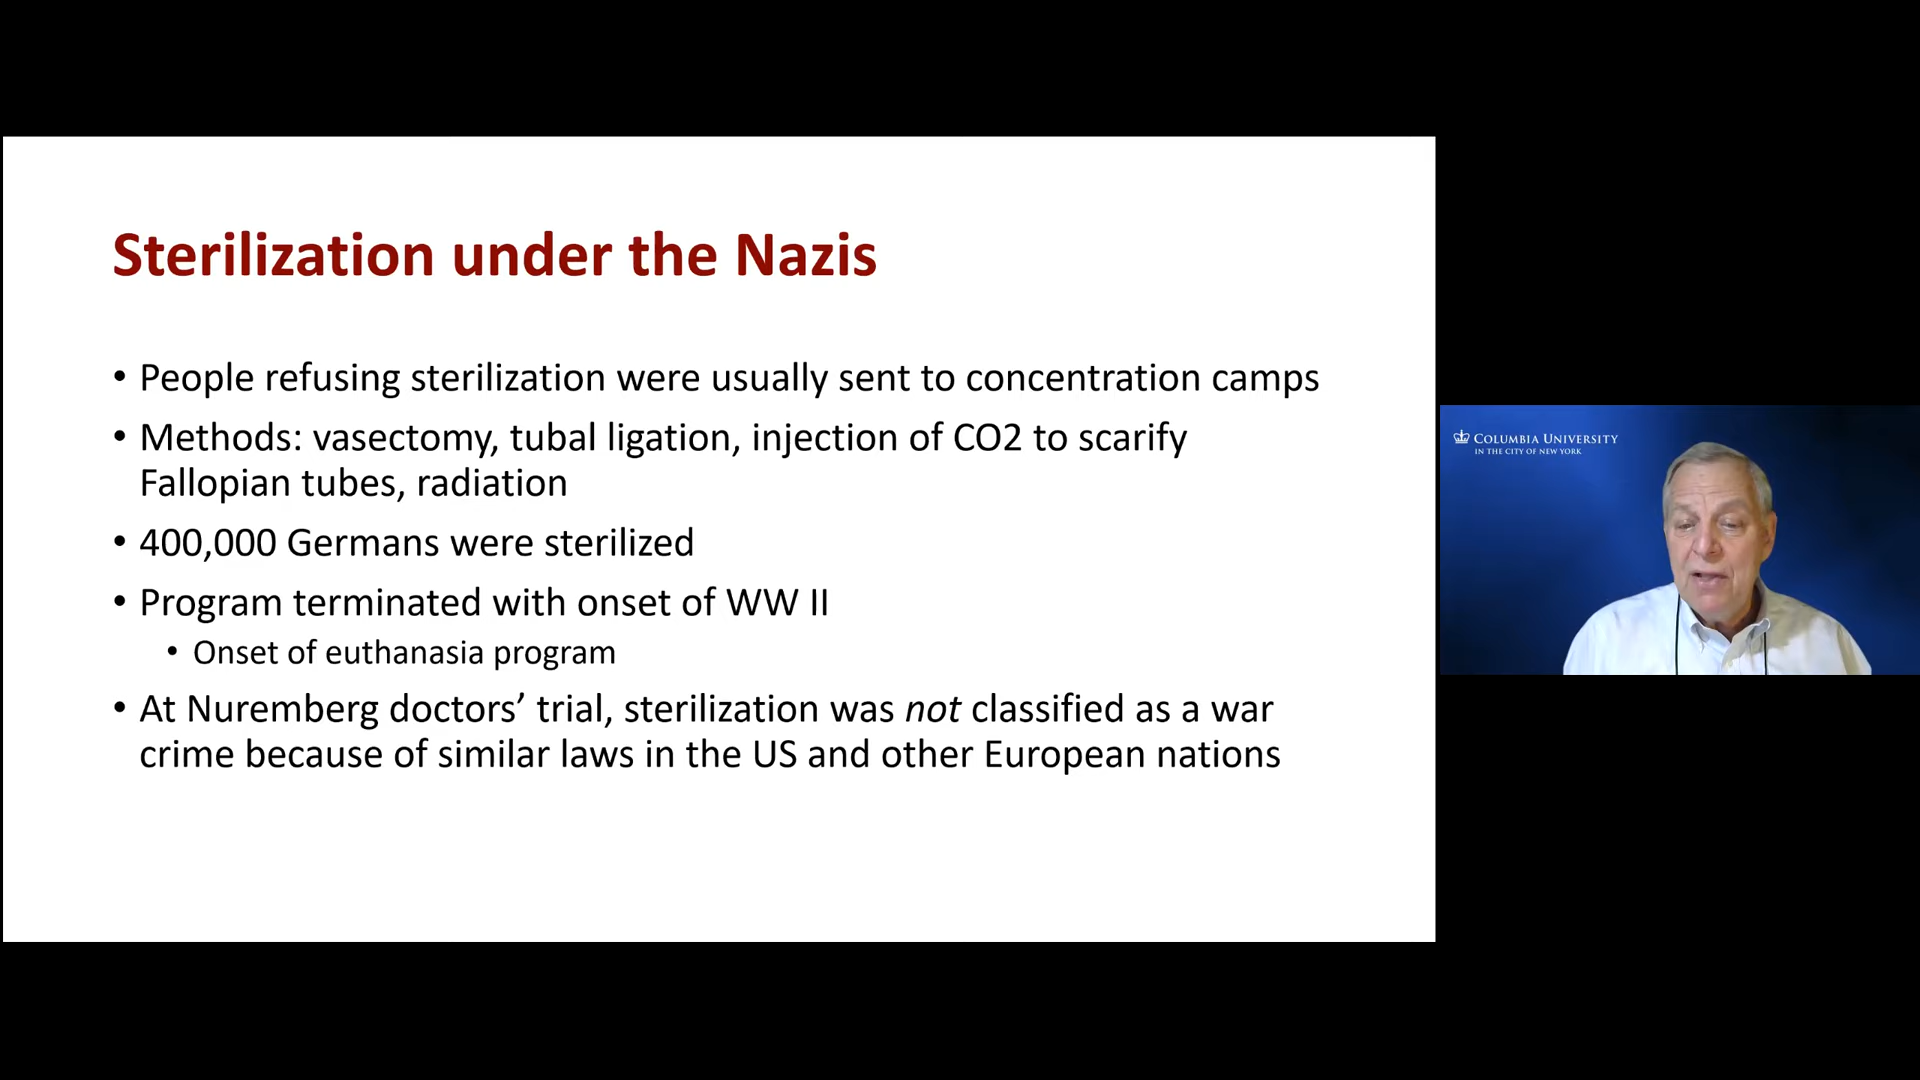 Sterilization under the Nazis
• People refusing sterilization were usually sent to concentration camps
• Methods: vasectomy, tubal ligation, injection of CO2 to scarify
Fallopian tubes, radiation
• 400,000 Germans were sterilized
• Program terminated with onset of WW II
• Onset of euthanasia program
• At Nuremberg doctors’ trial, sterilization was not classified as a war
crime because of similar laws in the US and other European nations
COLUMBIA UNIVERSITY
IN THE CITY OF NEW YORK